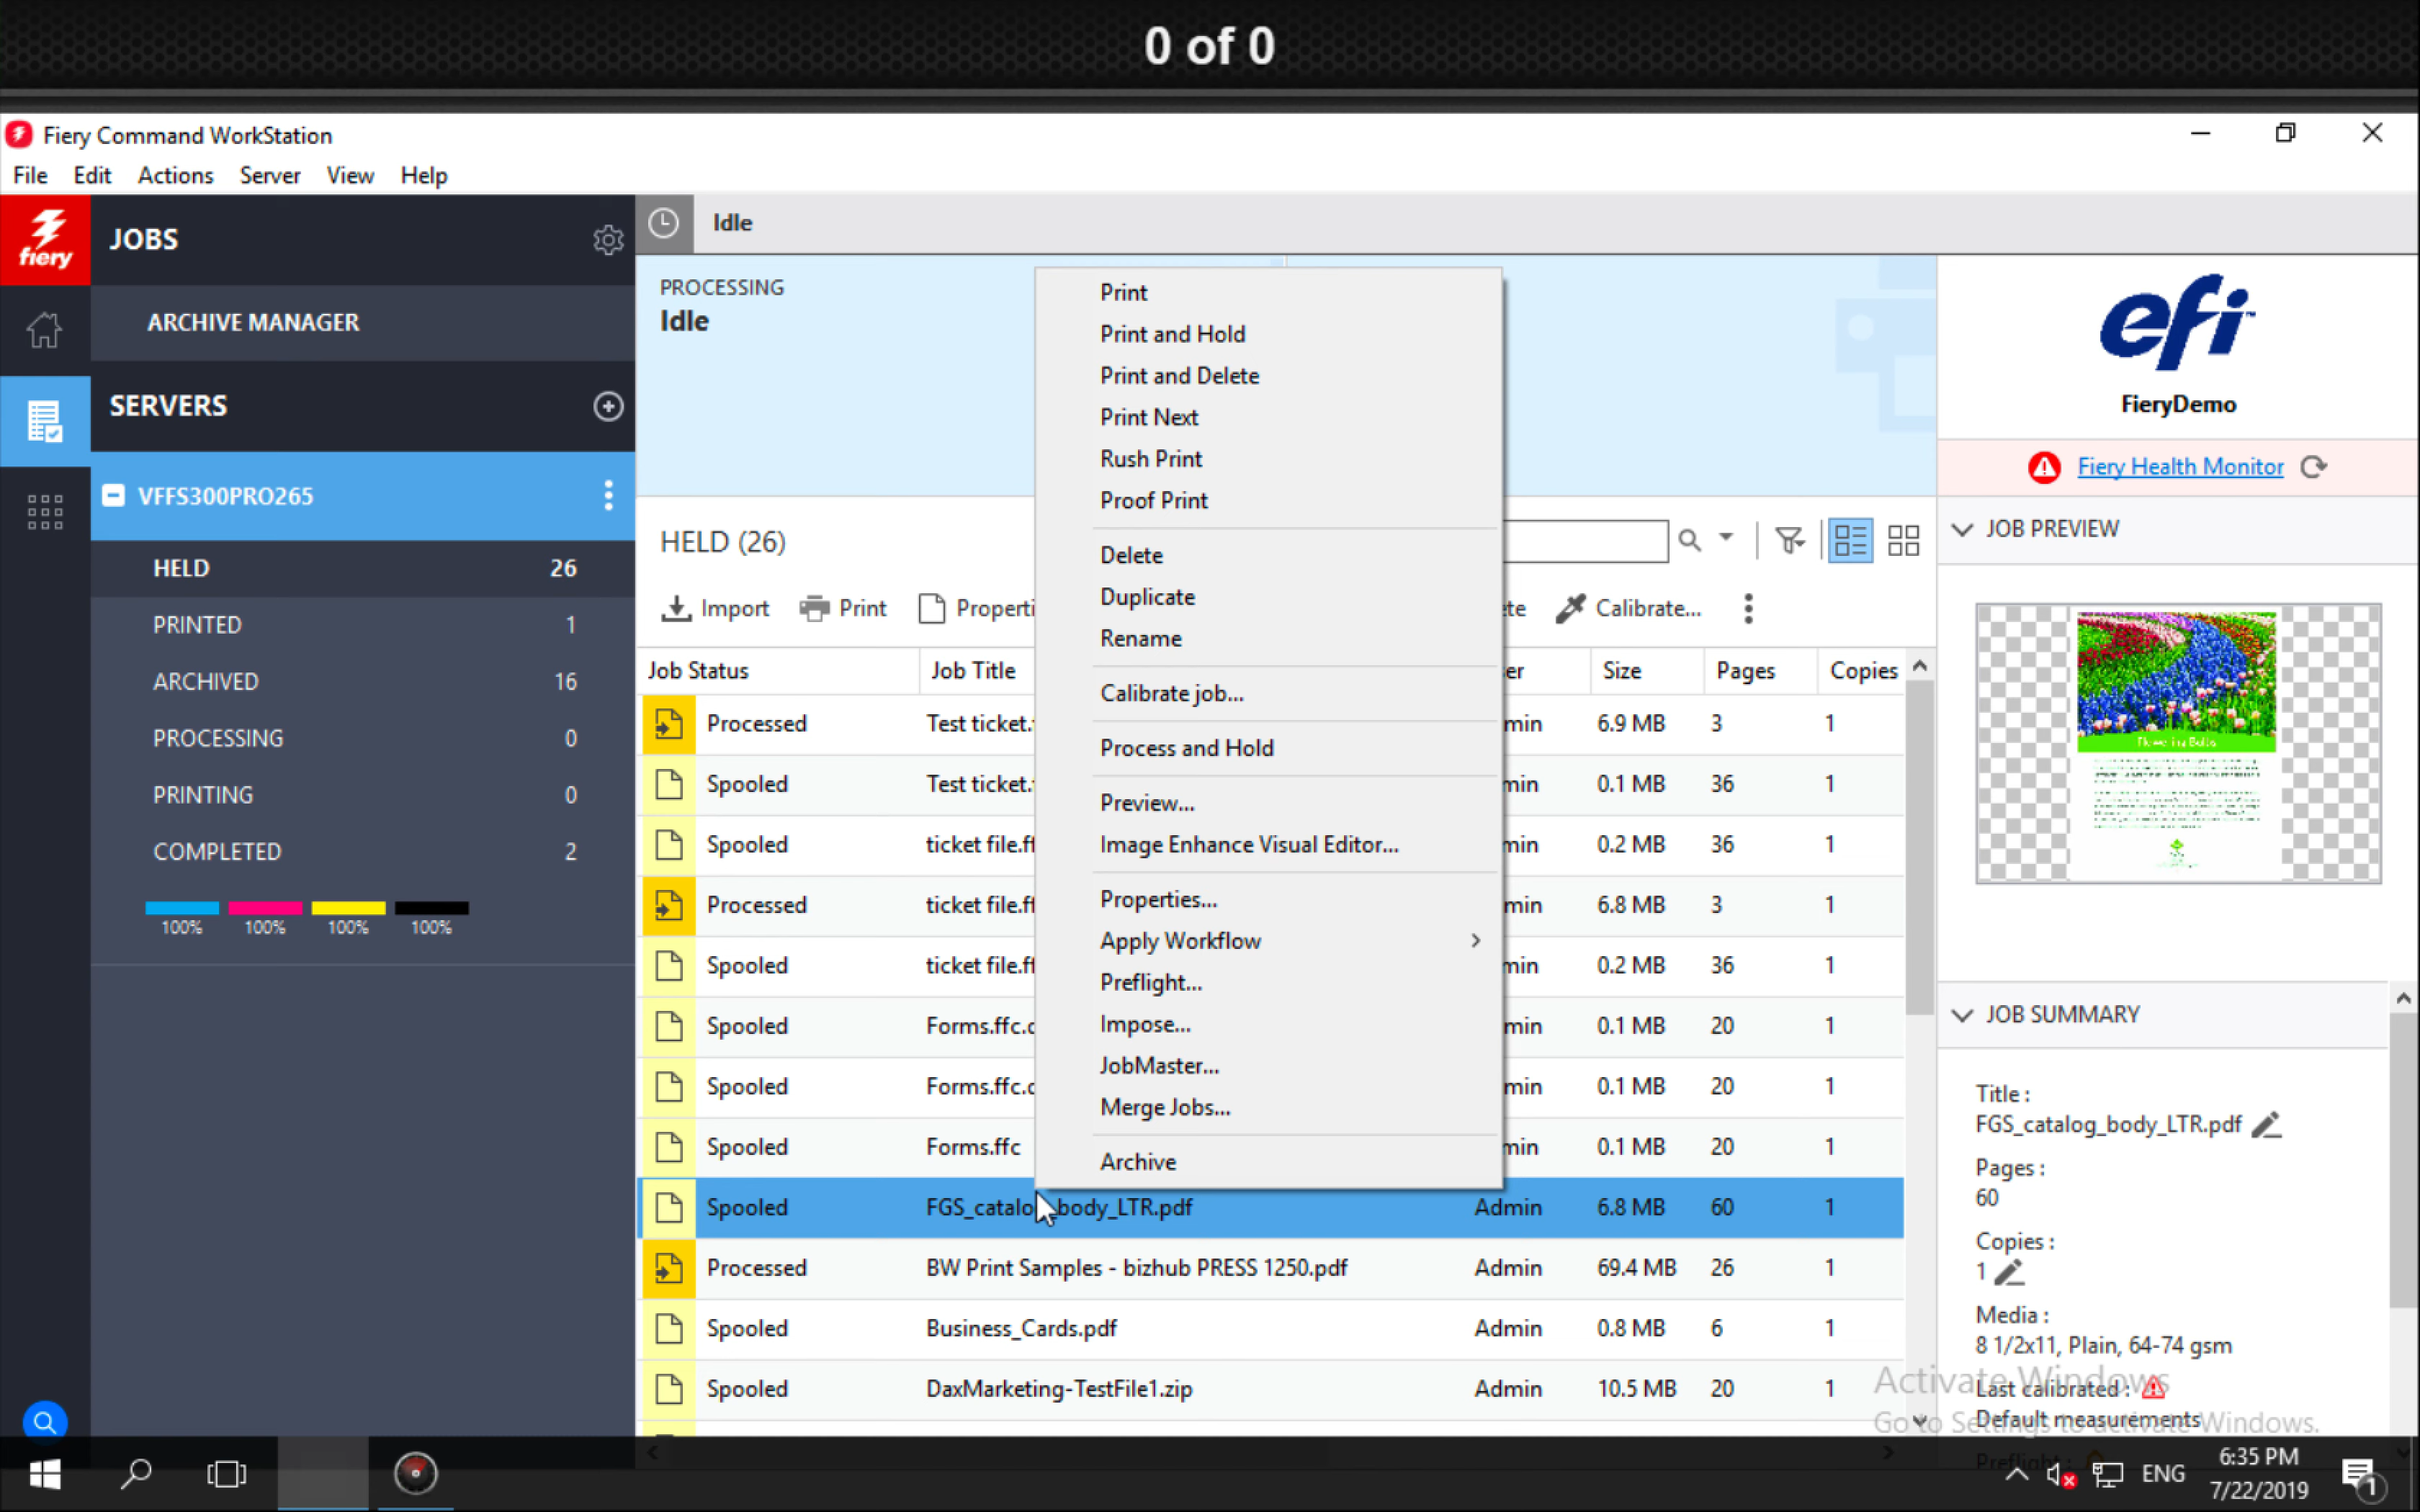 0 of 0
Fiery Command WorkStation
File Edit Actions Server View Help
fiery
JOBS
Idle
ARCHIVE MANAGER
SERVERS
VFFS300PRO265
HELD 26
PRINTED 1
ARCHIVED 16
PROCESSING 0
PRINTING 0
COMPLETED 2
100% 100% 100% 100%
PROCESSING
Idle
HELD (26)
Import Print Properti te Calibrate...
Job Status Job Title er Size Pages Copies
Processed Test ticket. min 6.9 MB 3 1
Spooled Test ticket. min 0.1 MB 36 1
Spooled ticket file.ff min 0.2 MB 36 1
Processed ticket file.ff min 6.8 MB 3 1
Spooled ticket file.ff min 0.2 MB 36 1
Spooled Forms.ffc.c min 0.1 MB 20 1
Spooled Forms.ffc.c min 0.1 MB 20 1
Spooled Forms.ffc min 0.1 MB 20 1
Spooled FGS_catalo body_LTR.pdf Admin 6.8 MB 60 1
Processed BW Print Samples - bizhub PRESS 1250.pdf Admin 69.4 MB 26 1
Spooled Business_Cards.pdf Admin 0.8 MB 6 1
Spooled DaxMarketing-TestFile1.zip Admin 10.5 MB 20 1
Print
Print and Hold
Print and Delete
Print Next
Rush Print
Proof Print
Delete
Duplicate
Rename
Calibrate job...
Process and Hold
Preview...
Image Enhance Visual Editor...
Properties...
Apply Workflow
Preflight...
Impose...
JobMaster...
Merge Jobs...
Archive
efi
FieryDemo
Fiery Health Monitor
JOB PREVIEW
Flowering Bulbs
JOB SUMMARY
Title :
FGS_catalog_body_LTR.pdf
Pages :
60
Copies :
1
Media :
8 1/2x11, Plain, 64-74 gsm
Activate Windows
Last calibrated :
Go to Settings to activate Windows.
Default measurements
Preflight :
ENG
6:35 PM
7/22/2019
1